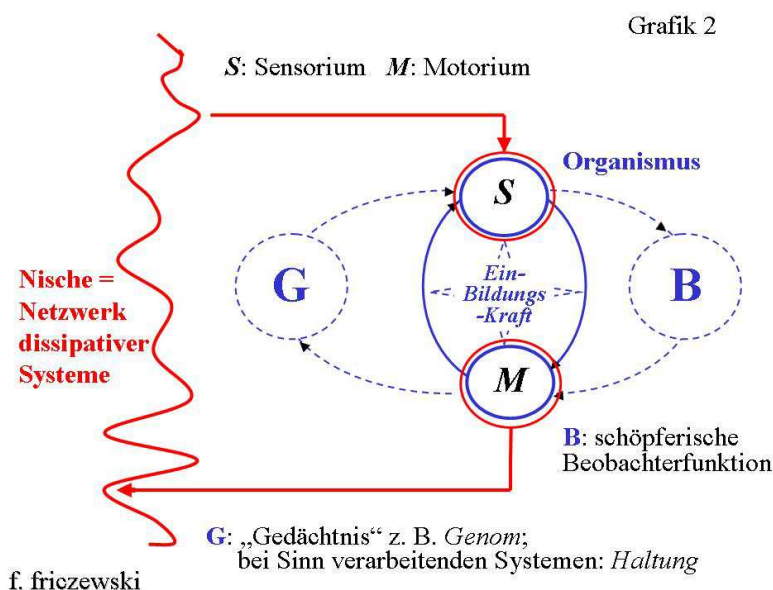 Grafik 2
S: Sensorium M: Motorium
Organismus
S
Nische =
Netzwerk
dissipativer
Systeme
G
Ein-
Bildungs
-Kraft
B
M
B: schöpferische
Beobachterfunktion
G: „Gedächtnis“ z. B. Genom;
bei Sinn verarbeitenden Systemen: Haltung
f. friczewski